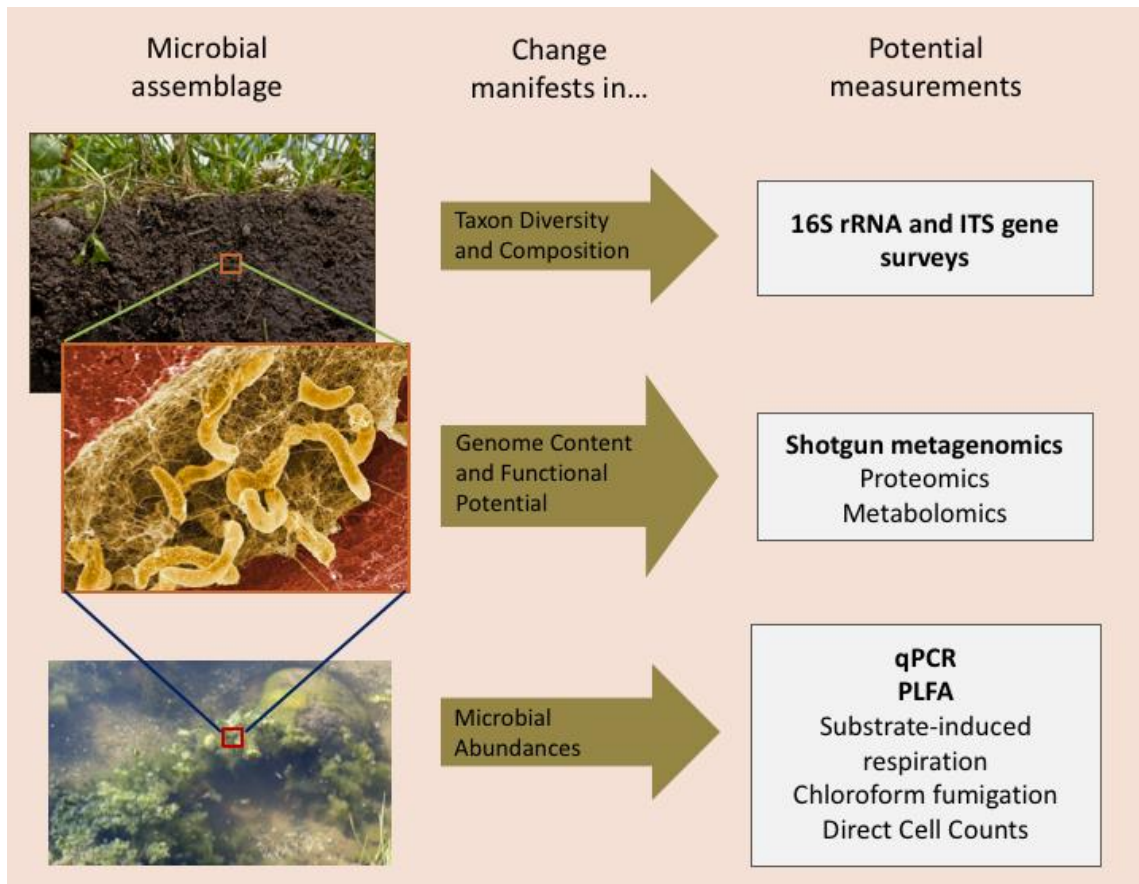 Microbial
assemblage
Change
manifests in...
Potential
measurements
Taxon Diversity
and Composition
16S rRNA and ITS gene
surveys
Genome Content
and Functional
Potential
Shotgun metagenomics
Proteomics
Metabolomics
Microbial
Abundances
qPCR
PLFA
Substrate-induced
respiration
Chloroform fumigation
Direct Cell Counts